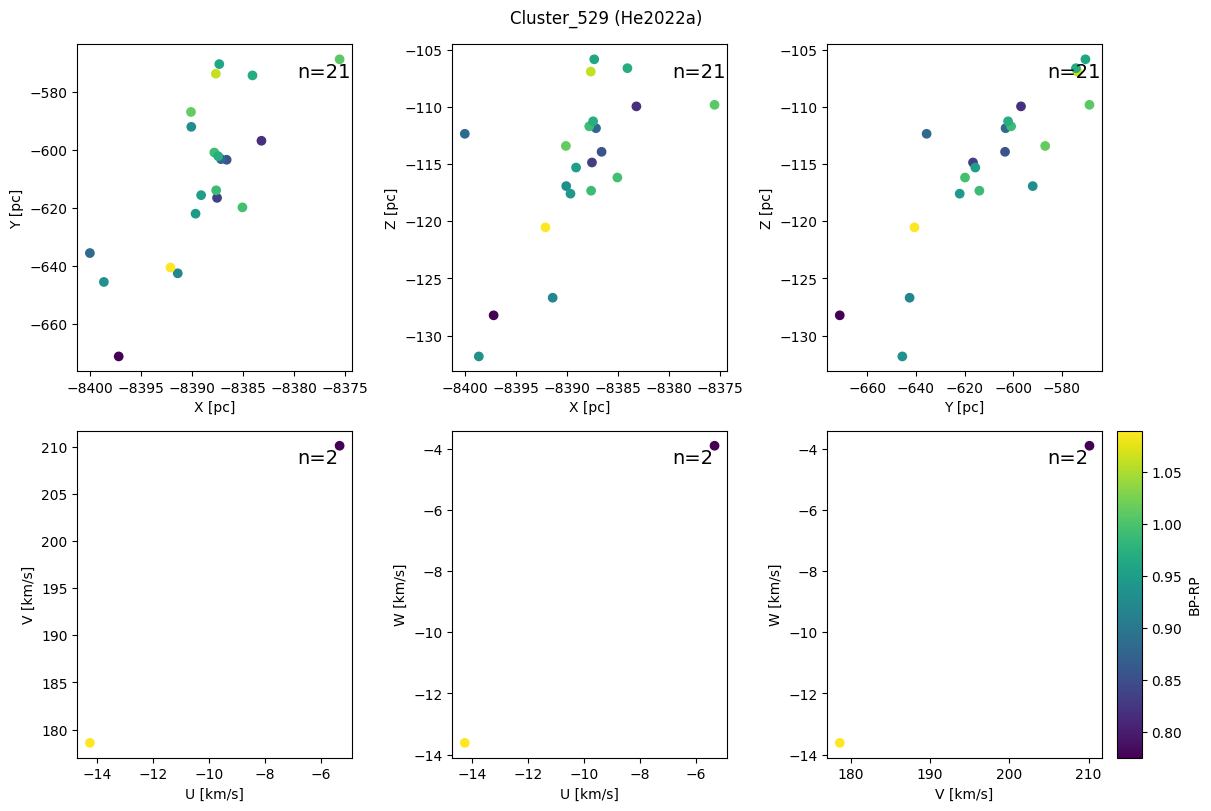 Cluster_529 (He2022a)
n=21
−580
−600
−620
−640
−660
Y [pc]
−8400 −8395 −8390 −8385 −8380 −8375
X [pc]
n=21
−105
−110
−115
−120
−125
−130
Z [pc]
−8400 −8395 −8390 −8385 −8380 −8375
X [pc]
n=21
−105
−110
−115
−120
−125
−130
Z [pc]
−660 −640 −620 −600 −580
Y [pc]
n=2
210
205
200
195
190
185
180
V [km/s]
−14 −12 −10 −8 −6
U [km/s]
n=2
−4
−6
−8
−10
−12
−14
W [km/s]
−14 −12 −10 −8 −6
U [km/s]
n=2
−4
−6
−8
−10
−12
−14
W [km/s]
180 190 200 210
V [km/s]
1.05
1.00
0.95
0.90
0.85
0.80
BP-RP